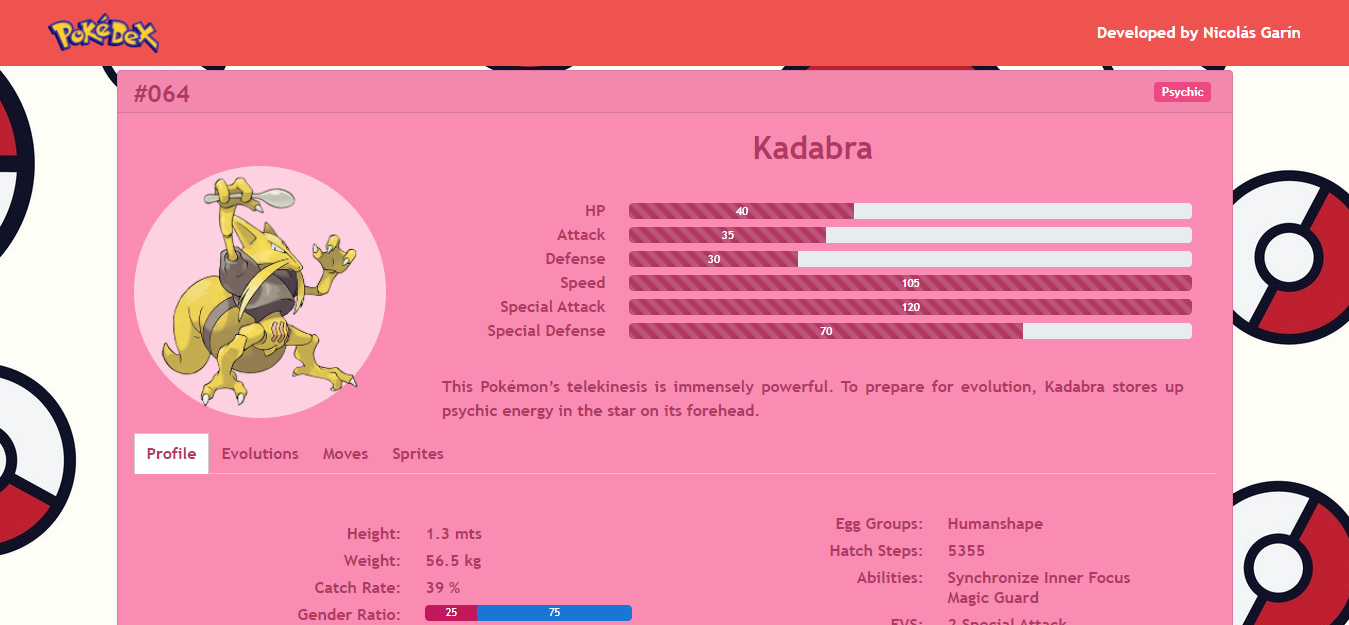 PokéDex
Developed by Nicolás Garín
#064
Psychic
Kadabra
HP 40
Attack 35
Defense 30
Speed 105
Special Attack 120
Special Defense 70
This Pokémon’s telekinesis is immensely powerful. To prepare for evolution, Kadabra stores up
psychic energy in the star on its forehead.
Profile Evolutions Moves Sprites
Height: 1.3 mts
Weight: 56.5 kg
Catch Rate: 39 %
Gender Ratio: 25 75
Egg Groups: Humanshape
Hatch Steps: 5355
Abilities: Synchronize Inner Focus
Magic Guard
EVS: 2 Special Attack